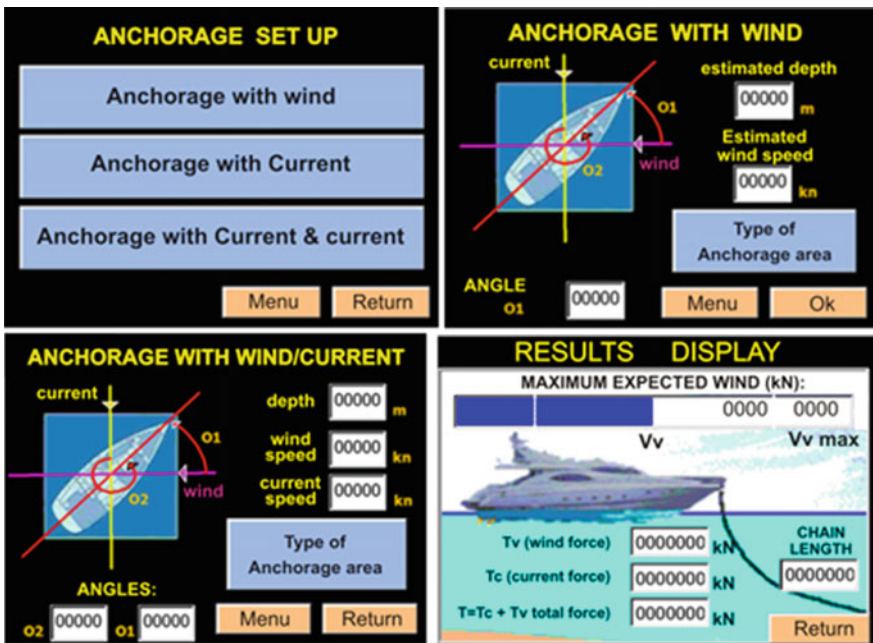 ANCHORAGE SET UP
Anchorage with wind
Anchorage with Current
Anchorage with Current & current
Menu Return
ANCHORAGE WITH WIND
current
estimated depth
00000 m
O1
Estimated
wind speed
wind
O2
00000 kn
Type of
Anchorage area
ANGLE
O1 00000
Menu Ok
ANCHORAGE WITH WIND/CURRENT
current
depth 00000 m
O1
wind
speed 00000 kn
wind
O2
current
speed 00000 kn
Type of
Anchorage area
ANGLES:
O2 00000 O1 00000
Menu Return
RESULTS DISPLAY
MAXIMUM EXPECTED WIND (kN):
0000 0000
Vv Vv max
Tv (wind force) 0000000 kN
CHAIN
LENGTH
0000000
Tc (current force) 0000000 kN
T=Tc + Tv total force) 0000000 kN
Return